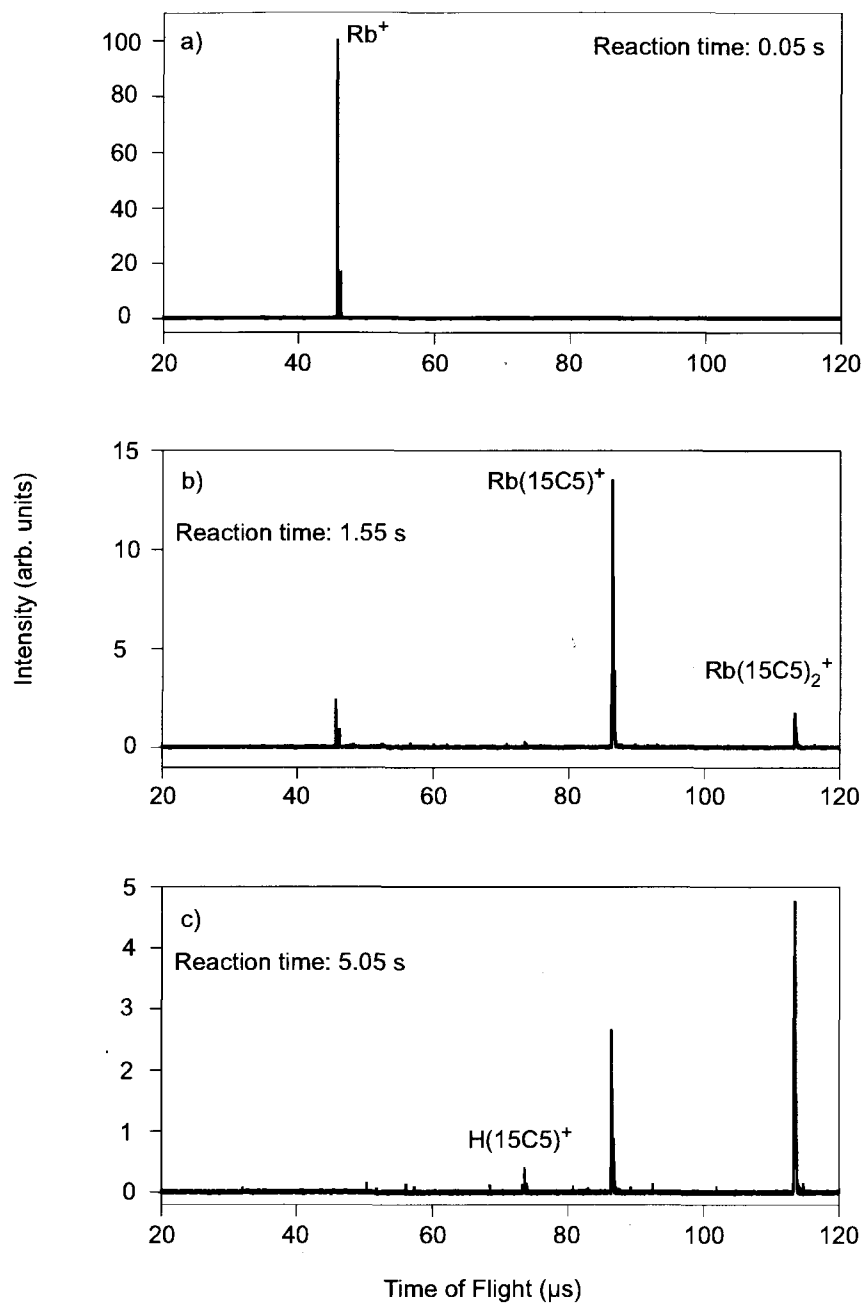 a)
Rb⁺
Reaction time: 0.05 s
100
80
60
40
20
0
20 40 60 80 100 120
Intensity (arb. units)
b)
Rb(15C5)⁺
Reaction time: 1.55 s
Rb(15C5)₂⁺
15
10
5
0
20 40 60 80 100 120
c)
Reaction time: 5.05 s
H(15C5)⁺
5
4
3
2
1
0
20 40 60 80 100 120
Time of Flight (µs)